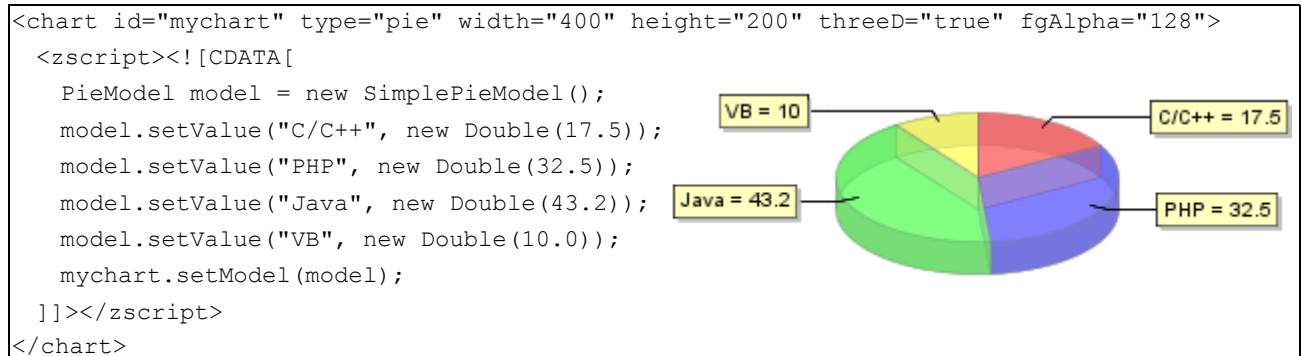 <chart id="mychart" type="pie" width="400" height="200" threeD="true" fgAlpha="128">
<zscript><![CDATA[
PieModel model = new SimplePieModel();
model.setValue("C/C++", new Double(17.5));
model.setValue("PHP", new Double(32.5));
model.setValue("Java", new Double(43.2));
model.setValue("VB", new Double(10.0));
mychart.setModel(model);
]]></zscript>
</chart>
VB = 10
C/C++ = 17.5
Java = 43.2
PHP = 32.5